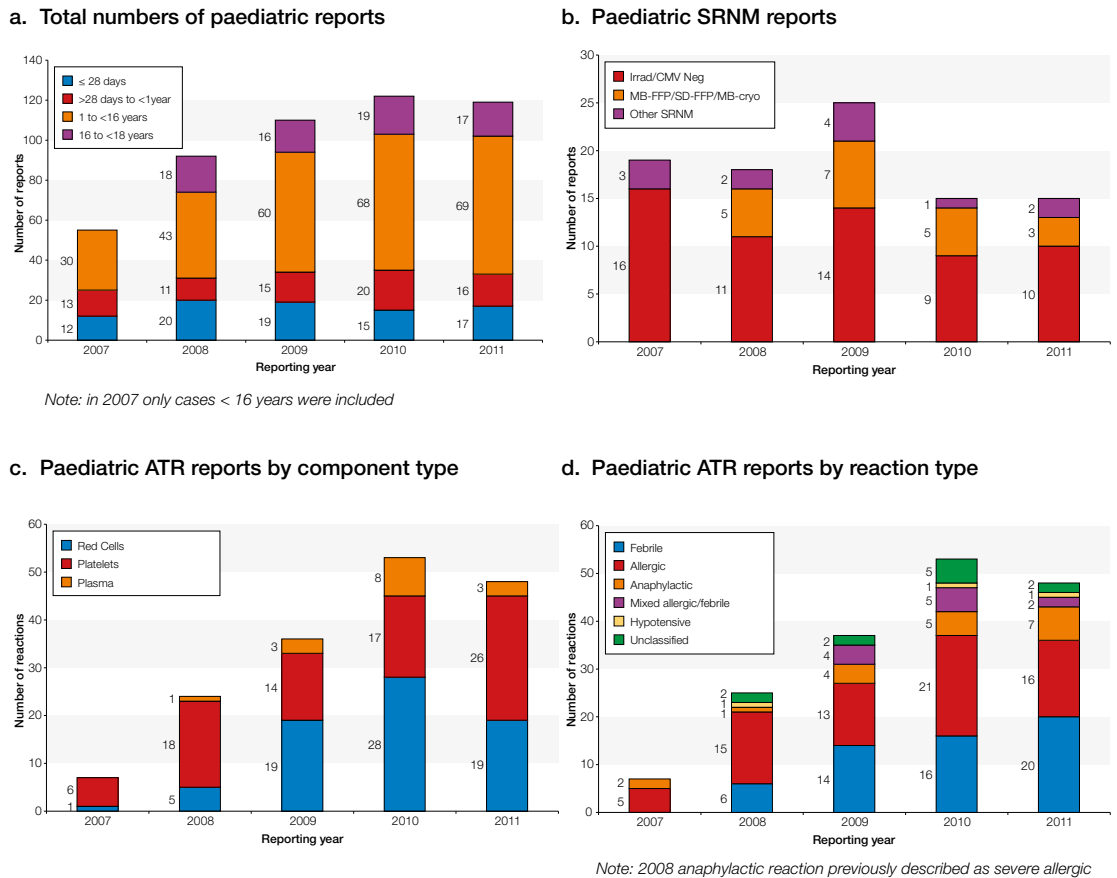 a. Total numbers of paediatric reports
Number of reports
140
120
100
80
60
40
20
0
≤ 28 days
>28 days to <1year
1 to <16 years
16 to <18 years
30
13
12
18
43
11
20
16
60
15
19
19
68
20
15
17
69
16
17
2007 2008 2009 2010 2011
Reporting year
Note: in 2007 only cases < 16 years were included
b. Paediatric SRNM reports
Number of reports
30
25
20
15
10
5
0
Irrad/CMV Neg
MB-FFP/SD-FFP/MB-cryo
Other SRNM
3
16
2
5
11
4
7
14
1
5
9
2
3
10
2007 2008 2009 2010 2011
Reporting year
c. Paediatric ATR reports by component type
Number of reactions
60
50
40
30
20
10
0
Red Cells
Platelets
Plasma
6
1
1
18
5
3
14
19
8
17
28
3
26
19
2007 2008 2009 2010 2011
Reporting year
d. Paediatric ATR reports by reaction type
Number of reactions
60
50
40
30
20
10
0
Febrile
Allergic
Anaphylactic
Mixed allergic/febrile
Hypotensive
Unclassified
2
5
2
1
1
15
6
2
4
4
13
14
5
1
5
5
21
16
2
1
2
7
16
20
2007 2008 2009 2010 2011
Reporting year
Note: 2008 anaphylactic reaction previously described as severe allergic